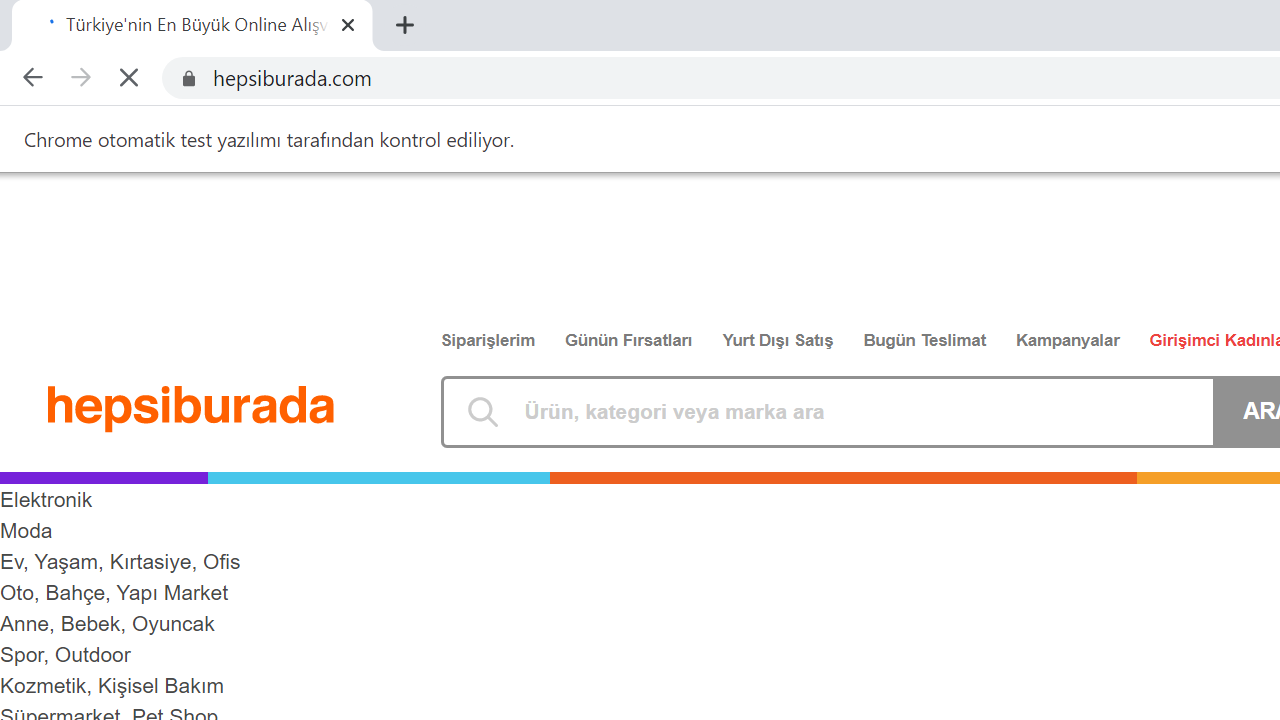 Türkiye'nin En Büyük Online Alışv
hepsiburada.com
Chrome otomatik test yazılımı tarafından kontrol ediliyor.
Siparişlerim Günün Fırsatları Yurt Dışı Satış Bugün Teslimat Kampanyalar Girişimci Kadınla
hepsiburada
Ürün, kategori veya marka ara
ARA
Elektronik
Moda
Ev, Yaşam, Kırtasiye, Ofis
Oto, Bahçe, Yapı Market
Anne, Bebek, Oyuncak
Spor, Outdoor
Kozmetik, Kişisel Bakım
Süpermarket, Pet Shop